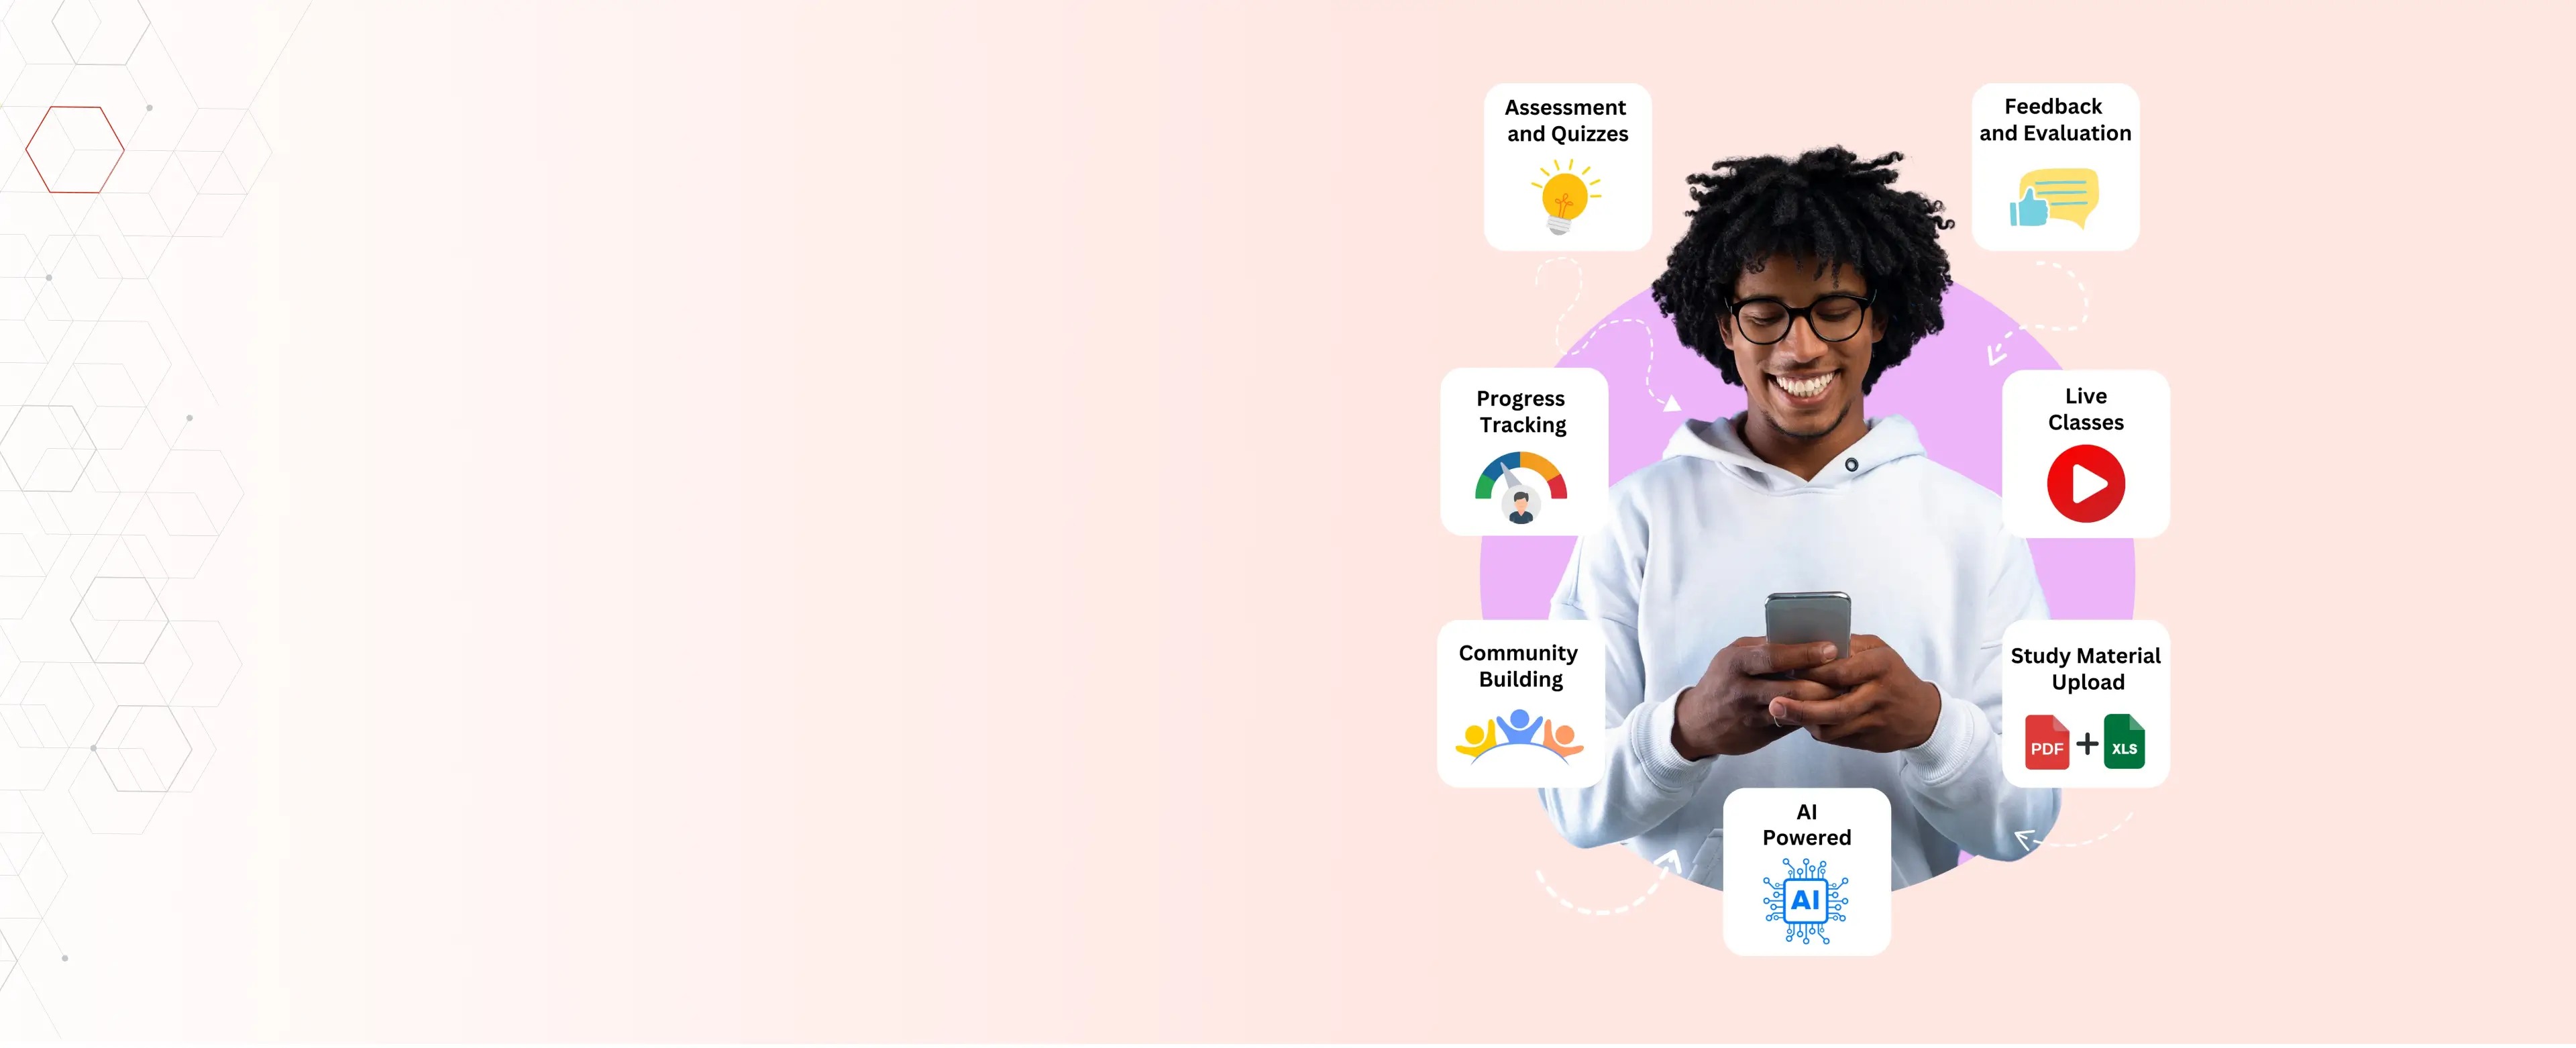 Assessment
and Quizzes
Feedback
and Evaluation
Progress
Tracking
Live
Classes
Community
Building
Study Material
Upload
PDF + XLS
AI
Powered
AI